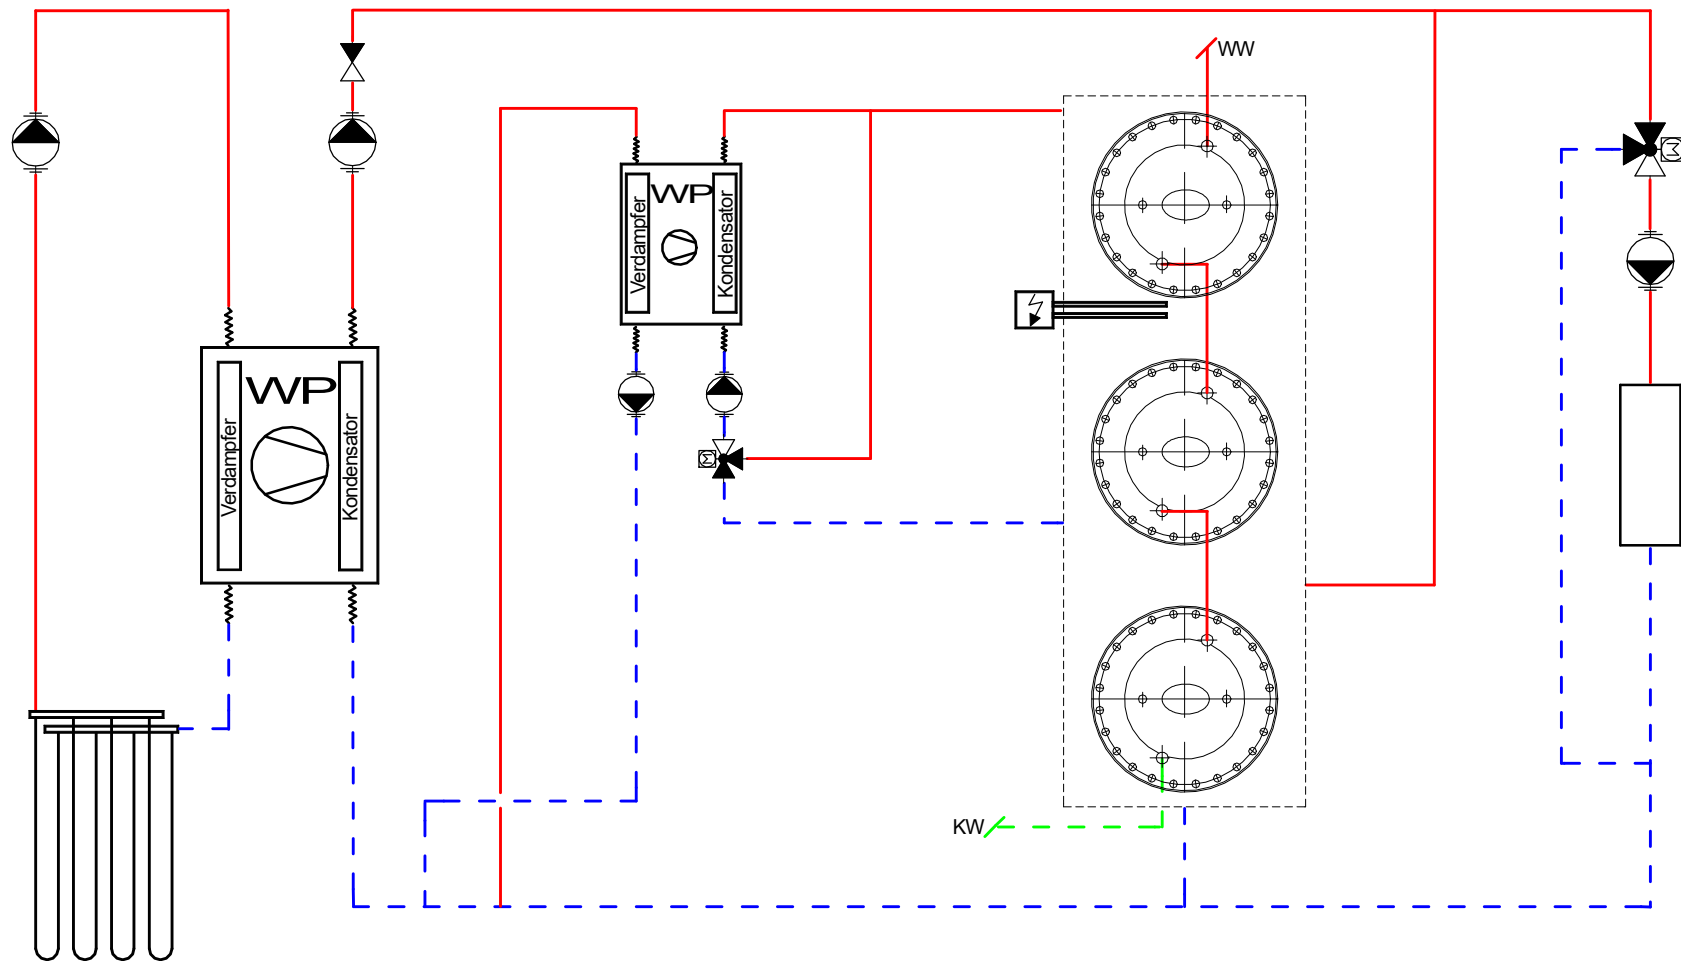 WW
WP
Verdampfer
Kondensator
M
WP
Verdampfer
Kondensator
M
KW